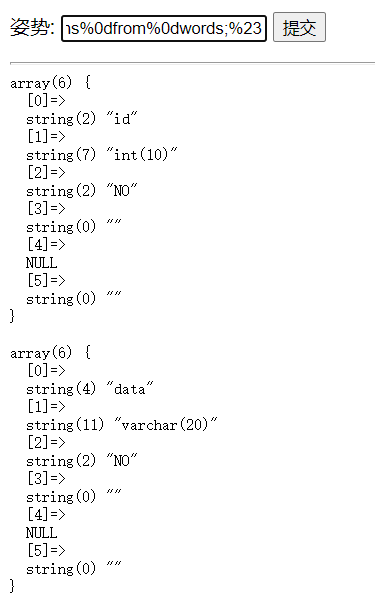 姿势: ns%0dfrom%0dwords;%23 提交
array(6) {
  [0]=>
  string(2) "id"
  [1]=>
  string(7) "int(10)"
  [2]=>
  string(2) "NO"
  [3]=>
  string(0) ""
  [4]=>
  NULL
  [5]=>
  string(0) ""
}
array(6) {
  [0]=>
  string(4) "data"
  [1]=>
  string(11) "varchar(20)"
  [2]=>
  string(2) "NO"
  [3]=>
  string(0) ""
  [4]=>
  NULL
  [5]=>
  string(0) ""
}